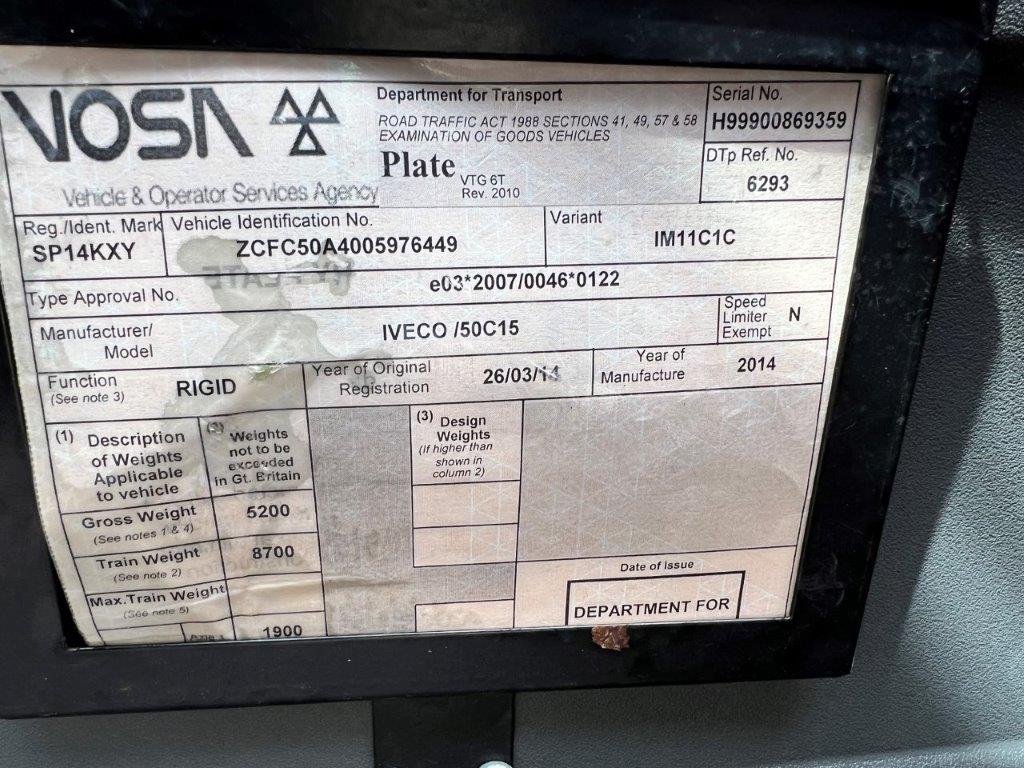 VOSA
Department for Transport
ROAD TRAFFIC ACT 1988 SECTIONS 41, 49, 57 & 58
EXAMINATION OF GOODS VEHICLES
Plate VTG 6T
Rev. 2010
Vehicle & Operator Services Agency
Serial No.
H99900869359
DTp Ref. No.
6293
Reg./Ident. Mark
SP14KXY
Vehicle Identification No.
ZCFC50A4005976449
Variant
IM11C1C
Type Approval No.
e03*2007/0046*0122
Manufacturer/
Model
IVECO /50C15
Speed
Limiter
Exempt
N
Function
(See note 3)
RIGID
Year of Original
Registration
26/03/14
Year of
Manufacture
2014
(1) Description
of Weights
Applicable
to vehicle
(2) Weights
not to be
exceeded
in Gt. Britain
(3) Design
Weights
(if higher than
shown in
column 2)
Gross Weight
(See notes 1 & 4)
5200
Train Weight
(See note 2)
8700
Max.Train Weight
(See note 5)
Axle 1
1900
Date of Issue
DEPARTMENT FOR